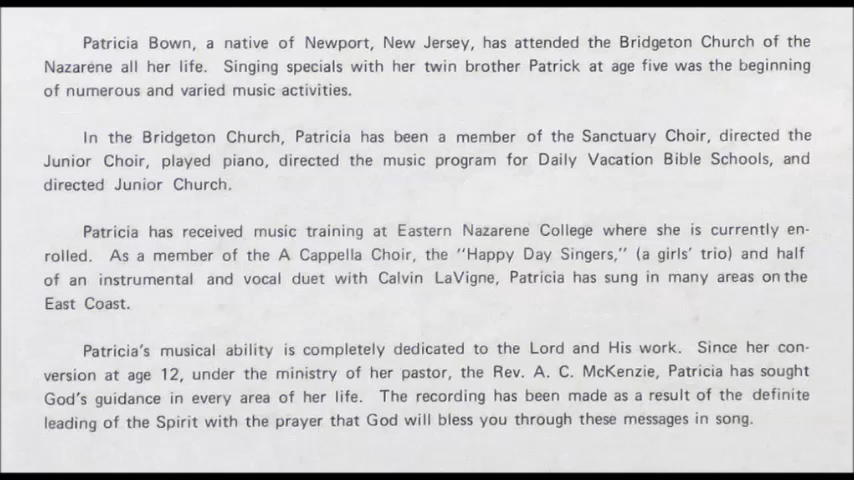 Patricia Bown, a native of Newport, New Jersey, has attended the Bridgeton Church of the
Nazarene all her life. Singing specials with her twin brother Patrick at age five was the beginning
of numerous and varied music activities.
In the Bridgeton Church, Patricia has been a member of the Sanctuary Choir, directed the
Junior Choir, played piano, directed the music program for Daily Vacation Bible Schools, and
directed Junior Church.
Patricia has received music training at Eastern Nazarene College where she is currently en-
rolled. As a member of the A Cappella Choir, the "Happy Day Singers," (a girls' trio) and half
of an instrumental and vocal duet with Calvin LaVigne, Patricia has sung in many areas on the
East Coast.
Patricia's musical ability is completely dedicated to the Lord and His work. Since her con-
version at age 12, under the ministry of her pastor, the Rev. A. C. McKenzie, Patricia has sought
God's guidance in every area of her life. The recording has been made as a result of the definite
leading of the Spirit with the prayer that God will bless you through these messages in song.